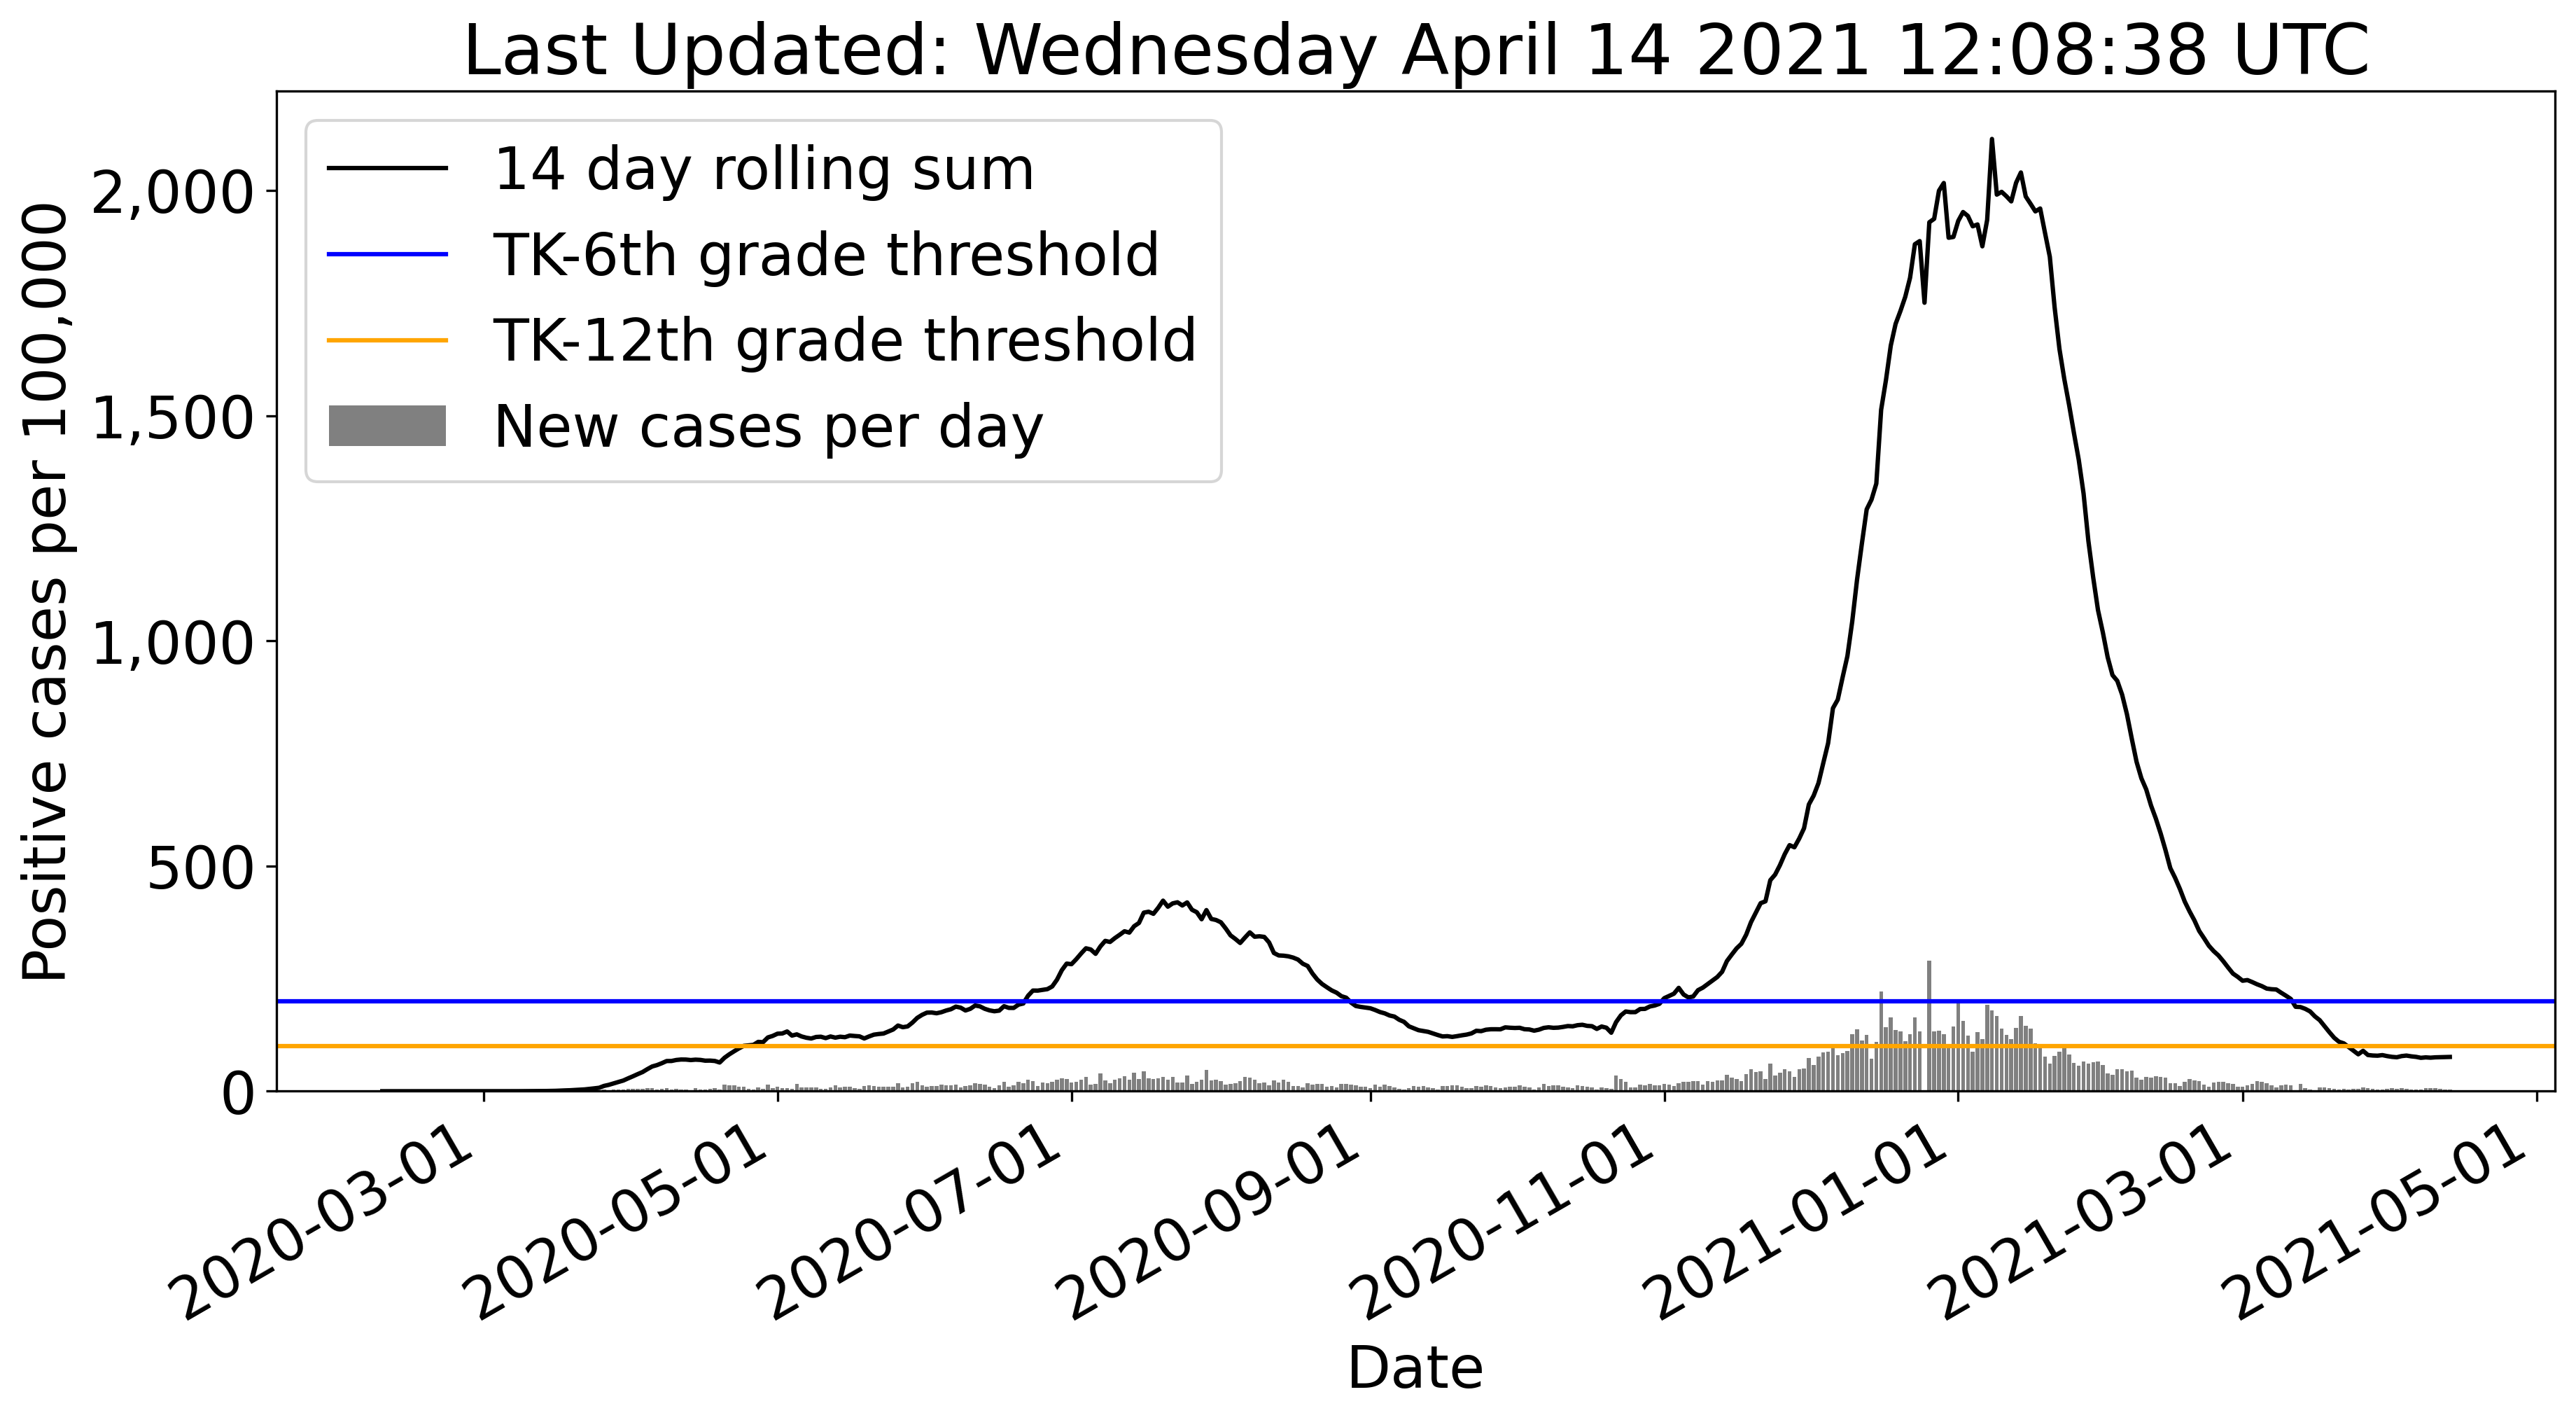 Last Updated: Wednesday April 14 2021 12:08:38 UTC
14 day rolling sum
TK-6th grade threshold
TK-12th grade threshold
New cases per day
Positive cases per 100,000
2,000
1,500
1,000
500
0
2020-03-01
2020-05-01
2020-07-01
2020-09-01
2020-11-01
2021-01-01
2021-03-01
2021-05-01
Date